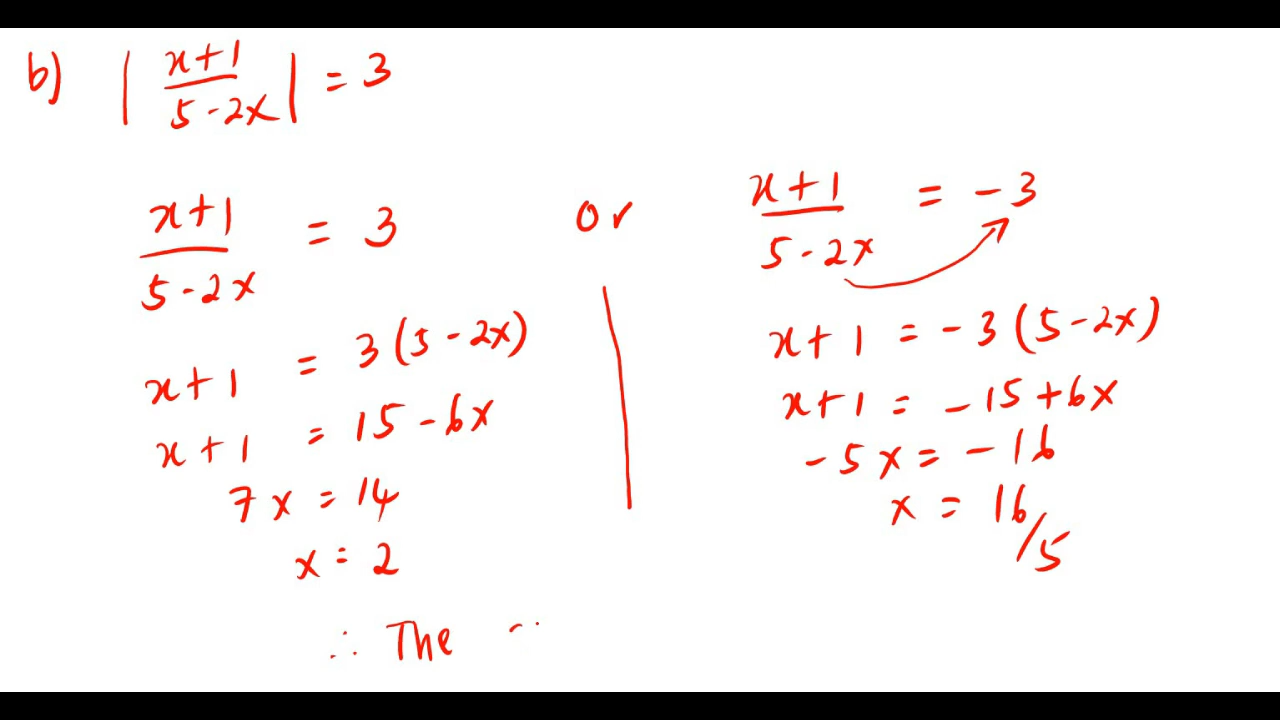 b) | x+1 / 5-2x | = 3
x+1 / 5-2x = 3
or
x+1 / 5-2x = -3
x+1 = 3(5-2x)
x+1 = 15-6x
7x = 14
x = 2
x+1 = -3(5-2x)
x+1 = -15+6x
-5x = -16
x = 16/5
∴ The